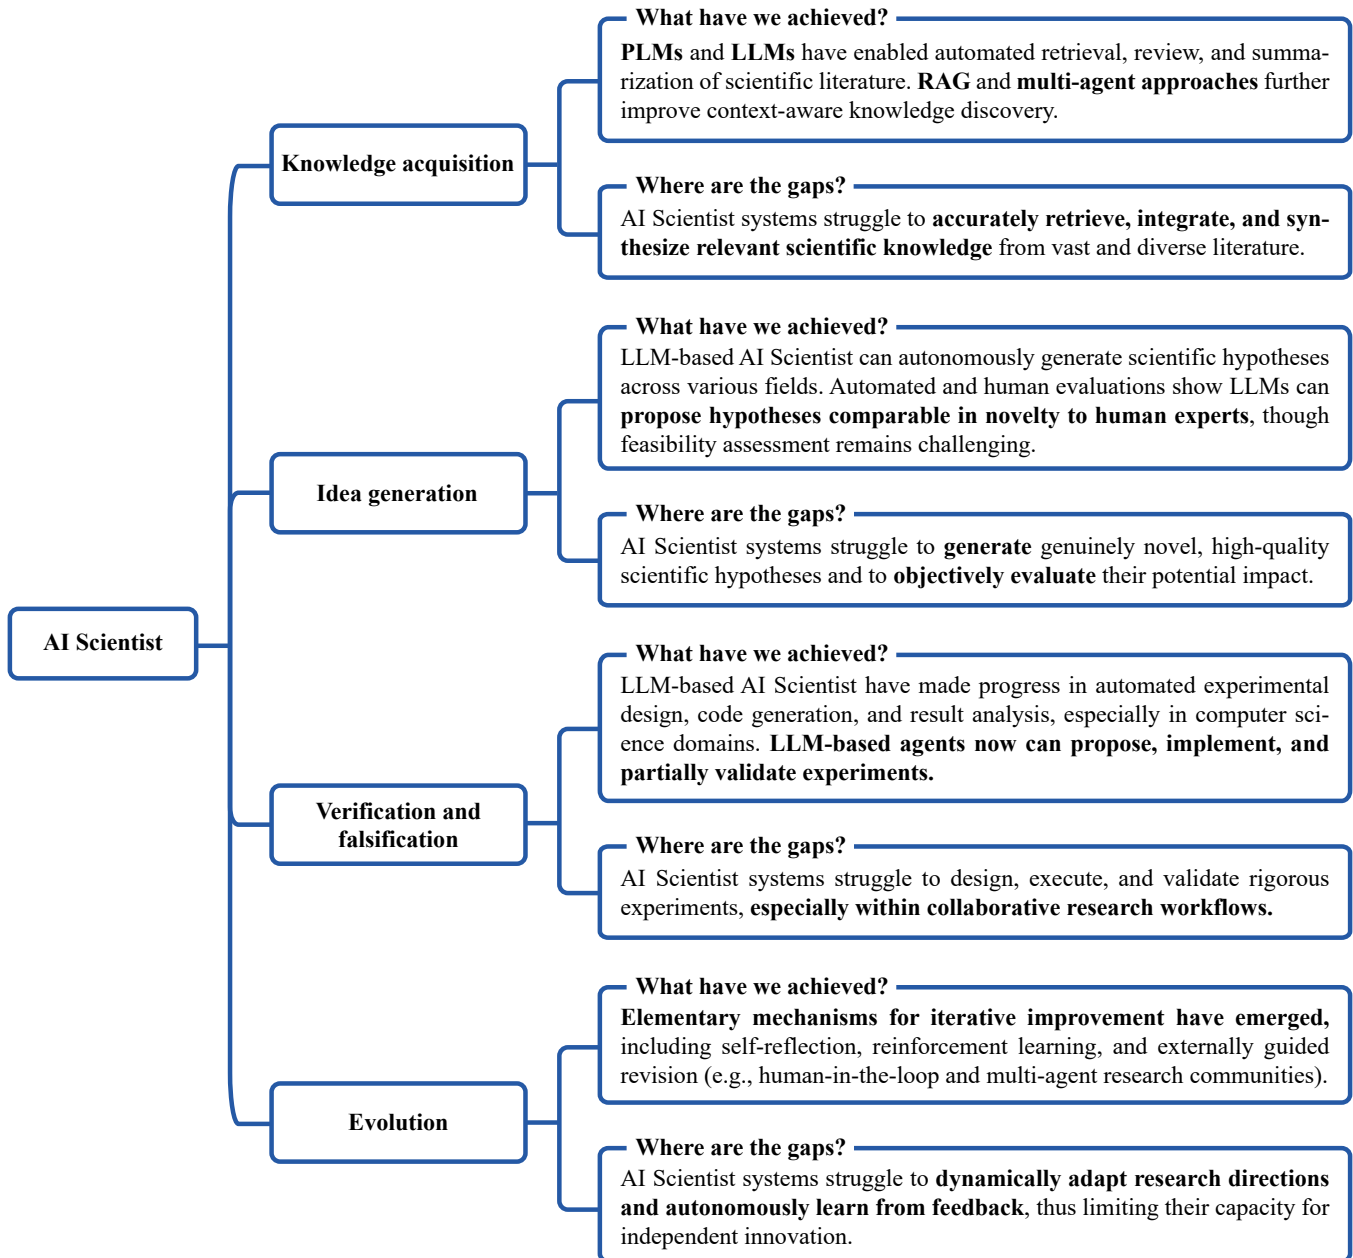 What have we achieved?
PLMs and LLMs have enabled automated retrieval, review, and summa-
rization of scientific literature. RAG and multi-agent approaches further
improve context-aware knowledge discovery.
Knowledge acquisition
Where are the gaps?
AI Scientist systems struggle to accurately retrieve, integrate, and syn-
thesize relevant scientific knowledge from vast and diverse literature.
What have we achieved?
LLM-based AI Scientist can autonomously generate scientific hypotheses
across various fields. Automated and human evaluations show LLMs can
propose hypotheses comparable in novelty to human experts, though
feasibility assessment remains challenging.
Idea generation
Where are the gaps?
AI Scientist systems struggle to generate genuinely novel, high-quality
scientific hypotheses and to objectively evaluate their potential impact.
AI Scientist
What have we achieved?
LLM-based AI Scientist have made progress in automated experimental
design, code generation, and result analysis, especially in computer sci-
ence domains. LLM-based agents now can propose, implement, and
partially validate experiments.
Verification and
falsification
Where are the gaps?
AI Scientist systems struggle to design, execute, and validate rigorous
experiments, especially within collaborative research workflows.
What have we achieved?
Elementary mechanisms for iterative improvement have emerged,
including self-reflection, reinforcement learning, and externally guided
revision (e.g., human-in-the-loop and multi-agent research communities).
Evolution
Where are the gaps?
AI Scientist systems struggle to dynamically adapt research directions
and autonomously learn from feedback, thus limiting their capacity for
independent innovation.